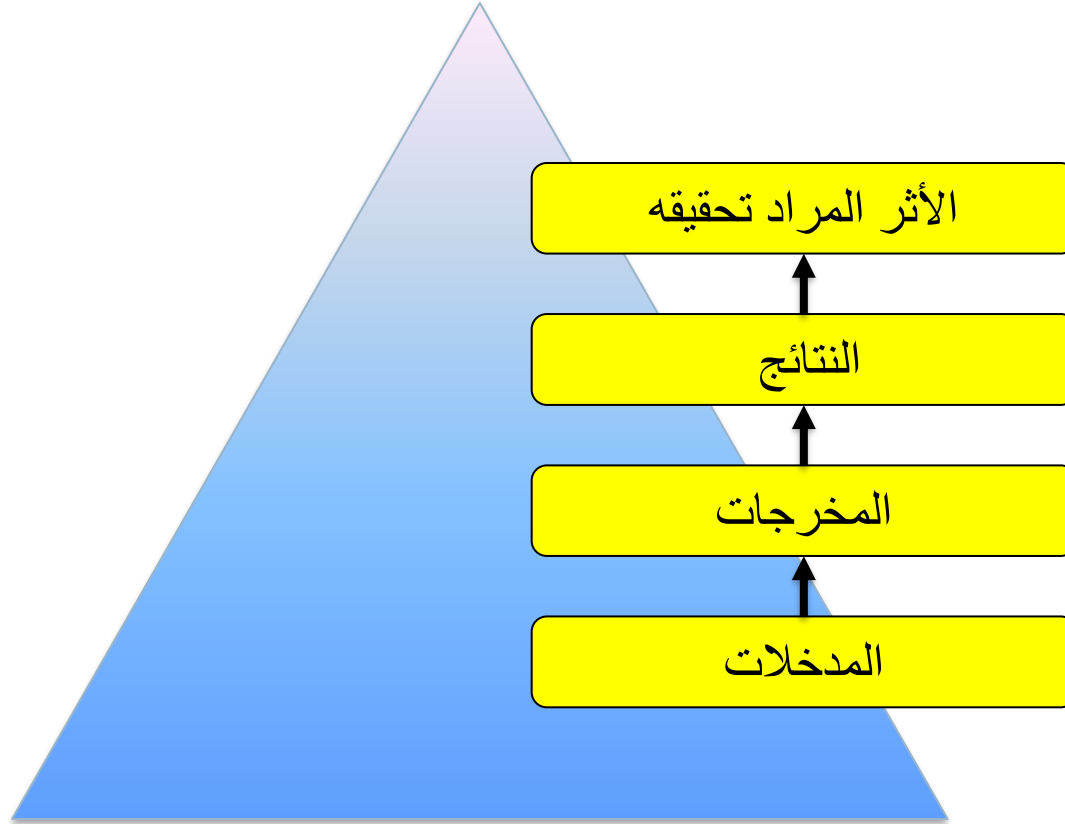 الأثر المراد تحقيقه
النتائج
المخرجات
المدخلات